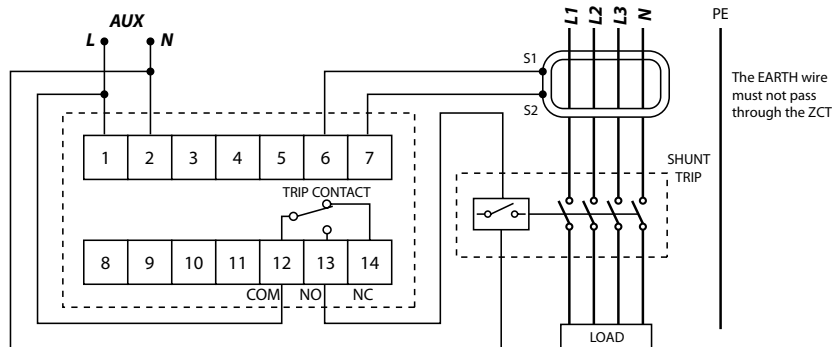 AUX
L N
L1 L2 L3 N
PE
S1
S2
The EARTH wire
must not pass
through the ZCT
1 2 3 4 5 6 7
TRIP CONTACT
SHUNT
TRIP
8 9 10 11 12 13 14
COM NO NC
LOAD